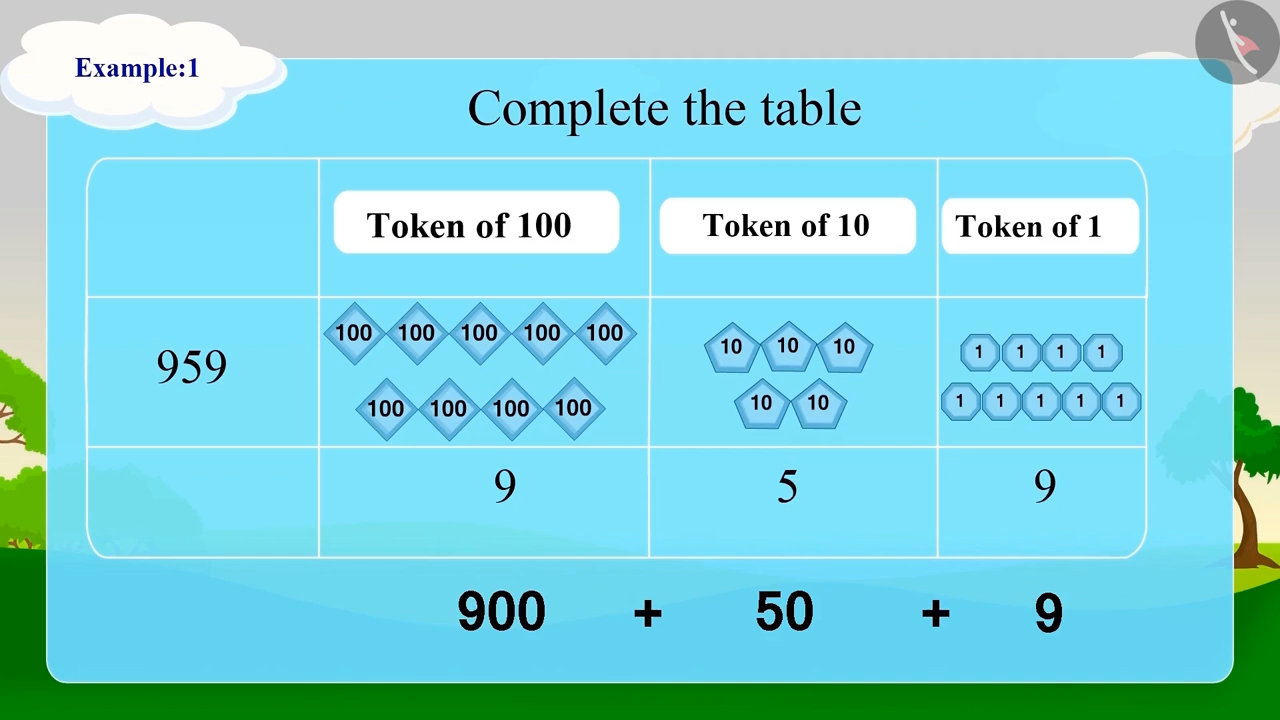 Example:1
Complete the table
Token of 100 Token of 10 Token of 1
100 100 100 100 100 10 10 10 1 1 1 1
959
100 100 100 100 10 10 1 1 1 1 1
9 5 9
900 + 50 + 9